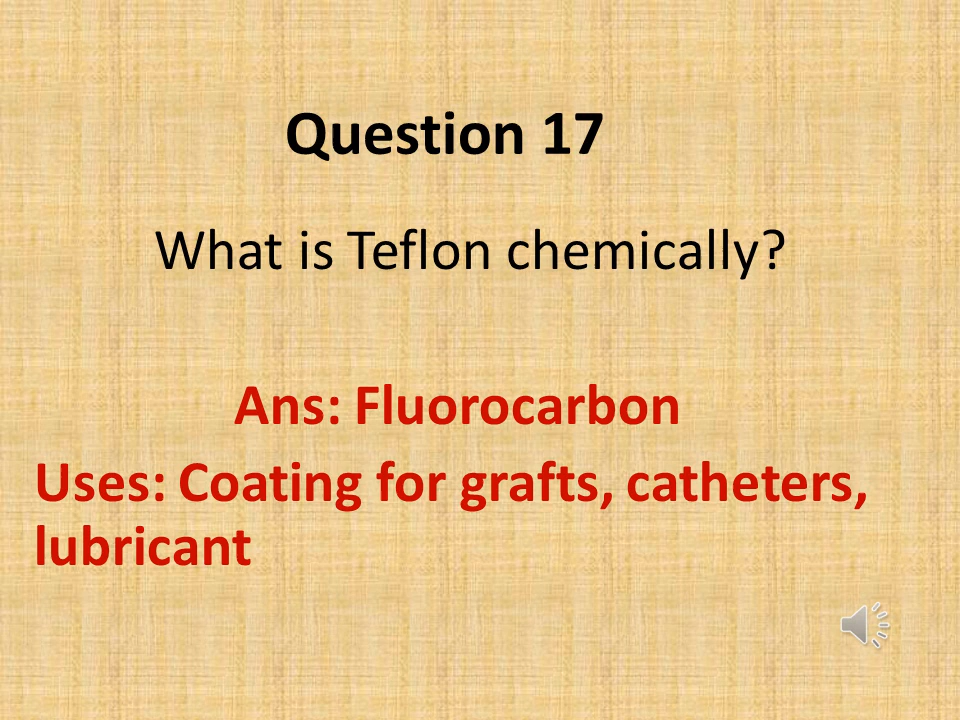 Question 17
What is Teflon chemically?
Ans: Fluorocarbon
Uses: Coating for grafts, catheters,
lubricant